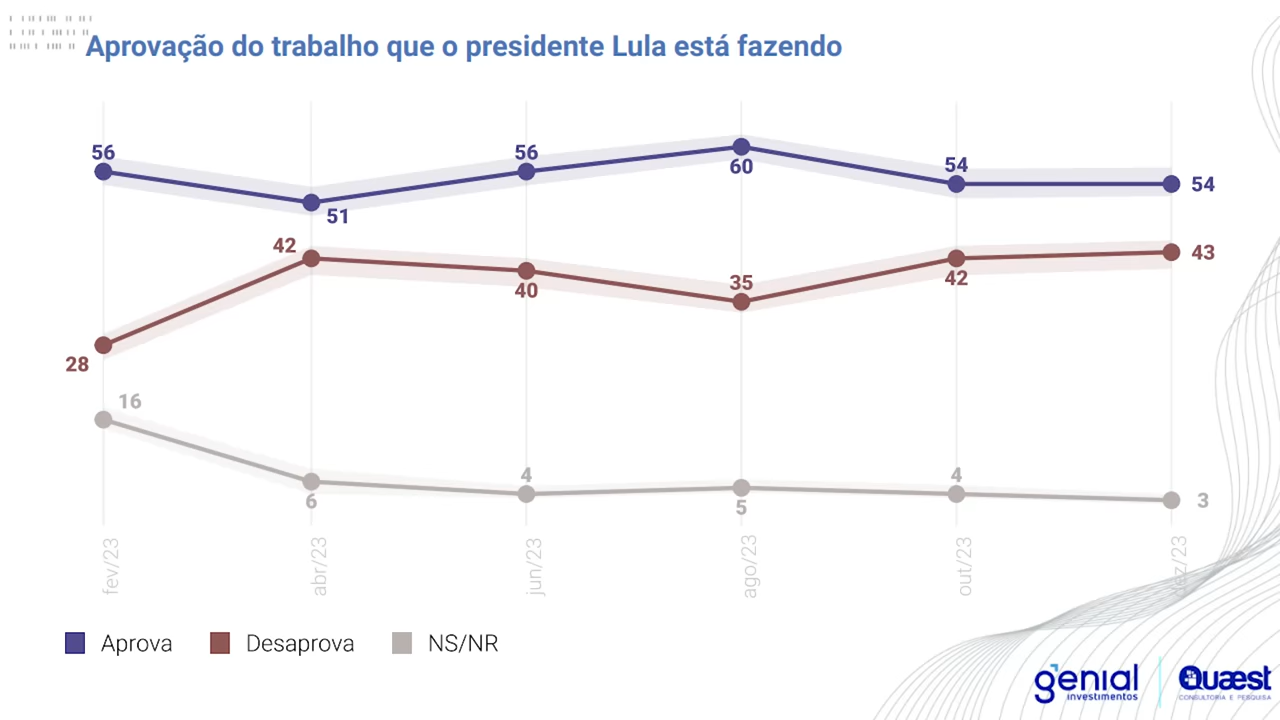 Aprovação do trabalho que o presidente Lula está fazendo
56
51
56
60
54
54
28
42
40
35
42
43
16
6
4
5
4
3
fev/23
abr/23
jun/23
ago/23
out/23
dez/23
Aprova
Desaprova
NS/NR
genial
investimentos
Quæst
CONSULTORIA E PESQUISA